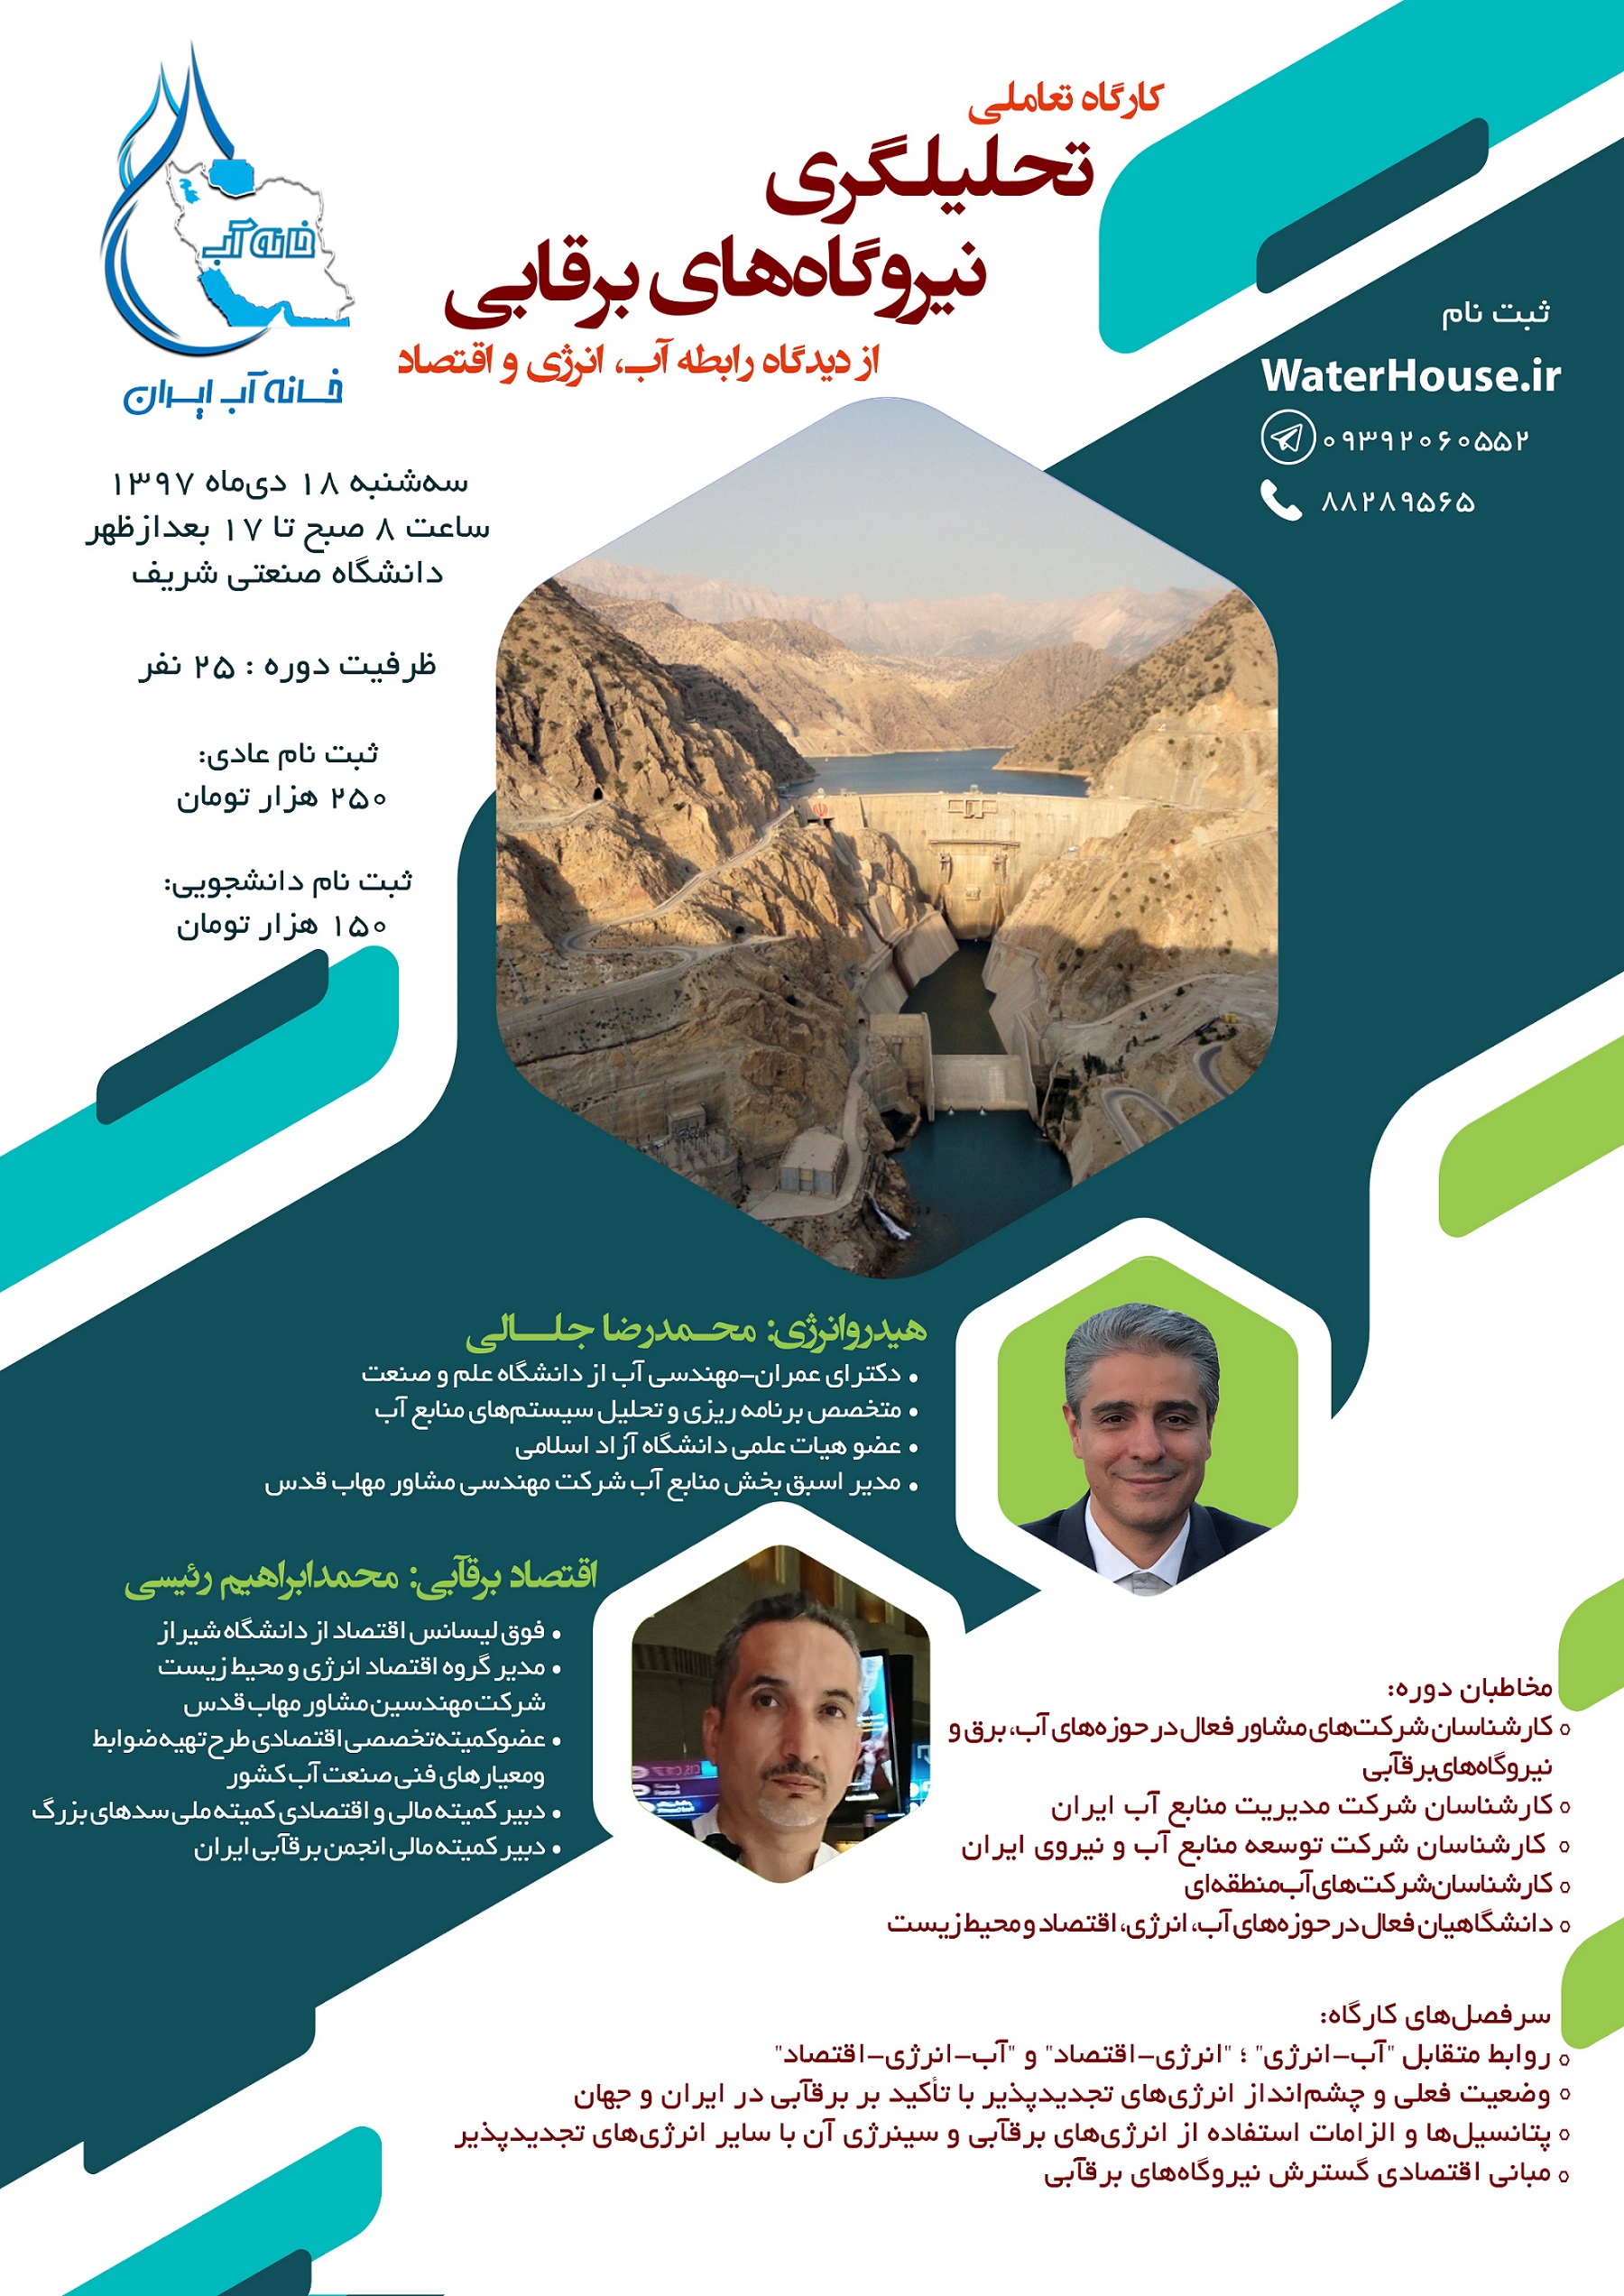 کارگاه تعاملی
تحلیلگری
نیروگاه‌های برقابی
از دیدگاه رابطه آب، انرژی و اقتصاد
خانه آب
خانه آب ایران
ثبت نام
WaterHouse.ir
۰۹۳۹۲۰۶۰۵۵۲
۸۸۲۸۹۵۶۵
سه‌شنبه ۱۸ دی‌ماه ۱۳۹۷
ساعت ۸ صبح تا ۱۷ بعدازظهر
دانشگاه صنعتی شریف
ظرفیت دوره : ۲۵ نفر
ثبت نام عادی:
۲۵۰ هزار تومان
ثبت نام دانشجویی:
۱۵۰ هزار تومان
هیدروانرژی: محمدرضا جلالی
• دکترای عمران-مهندسی آب از دانشگاه علم و صنعت
• متخصص برنامه ریزی و تحلیل سیستم‌های منابع آب
• عضو هیات علمی دانشگاه آزاد اسلامی
• مدیر اسبق بخش منابع آب شرکت مهندسی مشاور مهاب قدس
اقتصاد برقآبی: محمدابراهیم رئیسی
• فوق لیسانس اقتصاد از دانشگاه شیراز
• مدیر گروه اقتصاد انرژی و محیط زیست
شرکت مهندسین مشاور مهاب قدس
• عضو کمیته تخصصی اقتصادی طرح تهیه ضوابط
و معیارهای فنی صنعت آب کشور
• دبیر کمیته مالی و اقتصادی کمیته ملی سدهای بزرگ
• دبیر کمیته مالی انجمن برقآبی ایران
مخاطبان دوره:
○ کارشناسان شرکت‌های مشاور فعال در حوزه‌های آب، برق و
نیروگاه‌های برقآبی
○ کارشناسان شرکت مدیریت منابع آب ایران
○ کارشناسان شرکت توسعه منابع آب و نیروی ایران
○ کارشناسان شرکت‌های آب منطقه‌ای
○ دانشگاهیان فعال در حوزه‌های آب، انرژی، اقتصاد و محیط زیست
سرفصل‌های کارگاه:
○ روابط متقابل "آب-انرژی" ؛ "انرژی-اقتصاد" و "آب-انرژی-اقتصاد"
○ وضعیت فعلی و چشم‌انداز انرژی‌های تجدیدپذیر با تأکید بر برقآبی در ایران و جهان
○ پتانسیل‌ها و الزامات استفاده از انرژی‌های برقآبی و سینرژی آن با سایر انرژی‌های تجدیدپذیر
○ مبانی اقتصادی گسترش نیروگاه‌های برقآبی